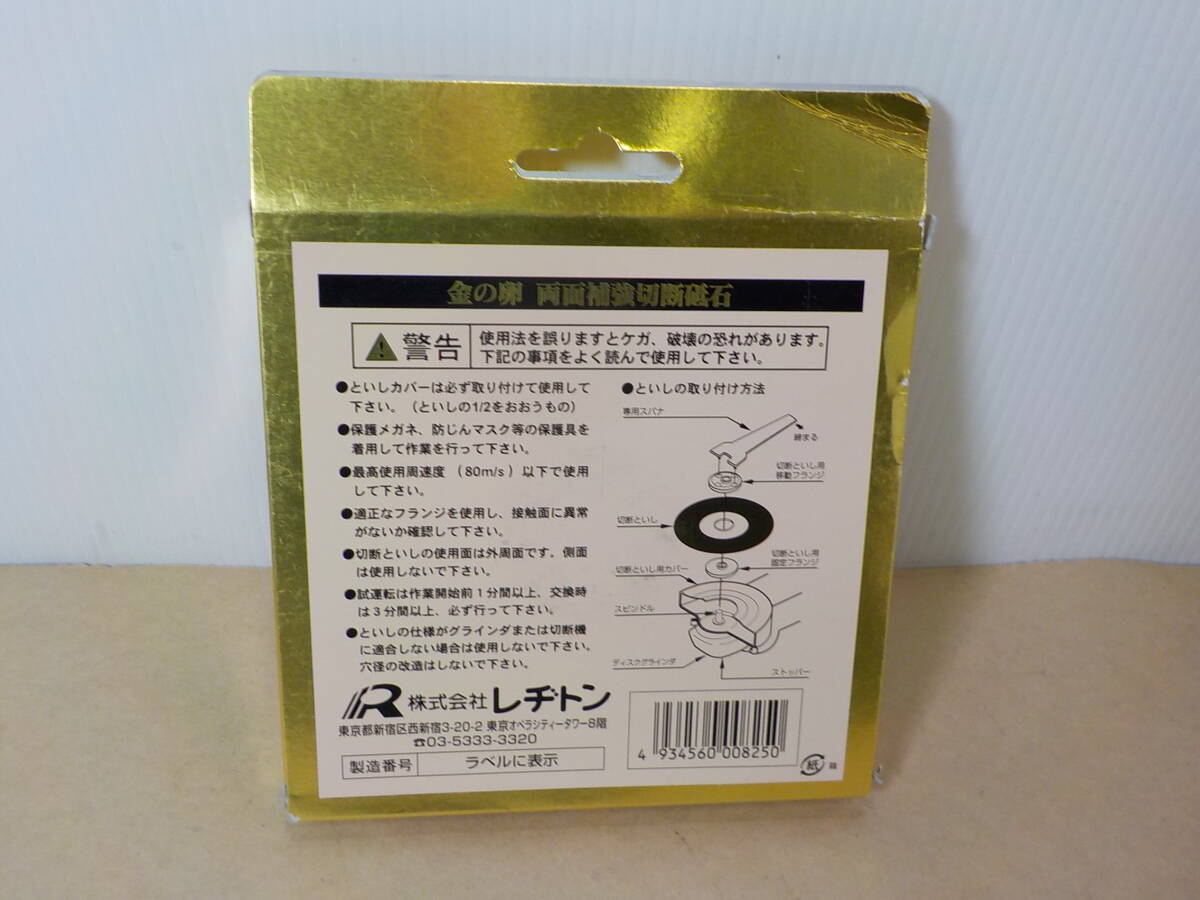 金の卵 両面補強切断砥石
警告
使用法を誤りますとケガ、破壊の恐れがあります。
下記の事項をよく読んで使用して下さい。
●といしカバーは必ず取り付けて使用して
下さい。（といしの1/2をおおうもの）
●保護メガネ、防じんマスク等の保護具を
着用して作業を行って下さい。
●最高使用周速度（80m/s）以下で使用
して下さい。
●適正なフランジを使用し、接触面に異常
がないか確認して下さい。
●切断といしの使用面は外周面です。側面
は使用しないで下さい。
●試運転は作業開始前1分間以上、交換時
は3分間以上、必ず行って下さい。
●といしの仕様がグラインダまたは切断機
に適合しない場合は使用しないで下さい。
穴径の改造はしないで下さい。
●といしの取り付け方法
専用スパナ
締まる
切断といし用
移動フランジ
切断といし
切断といし用
固定フランジ
切断といし用カバー
スピンドル
ディスクグラインダ
ストッパー
R 株式会社 レヂトン
東京都新宿区西新宿3-20-2 東京オペラシティータワー8階
☎03-5333-3320
製造番号 ラベルに表示
4 934560 008250
紙 箱